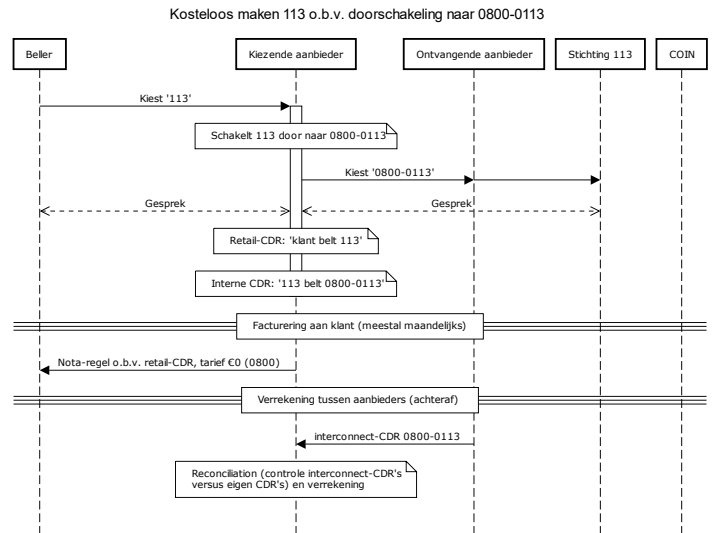 Kosteloos maken 113 o.b.v. doorschakeling naar 0800-0113
Beller
Kiezende aanbieder
Ontvangende aanbieder
Stichting 113
COIN
Kiest '113'
Schakelt 113 door naar 0800-0113
Kiest '0800-0113'
Gesprek
Gesprek
Retail-CDR: 'klant belt 113'
Interne CDR: '113 belt 0800-0113'
Facturering aan klant (meestal maandelijks)
Nota-regel o.b.v. retail-CDR, tarief €0 (0800)
Verrekening tussen aanbieders (achteraf)
interconnect-CDR 0800-0113
Reconciliation (controle interconnect-CDR's
versus eigen CDR's) en verrekening